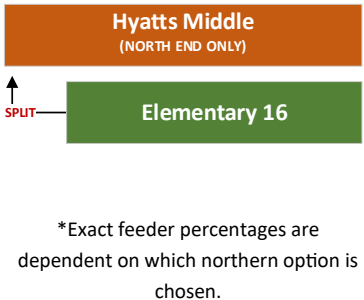 Hyatts Middle
(NORTH END ONLY)
SPLIT
Elementary 16
*Exact feeder percentages are
dependent on which northern option is
chosen.